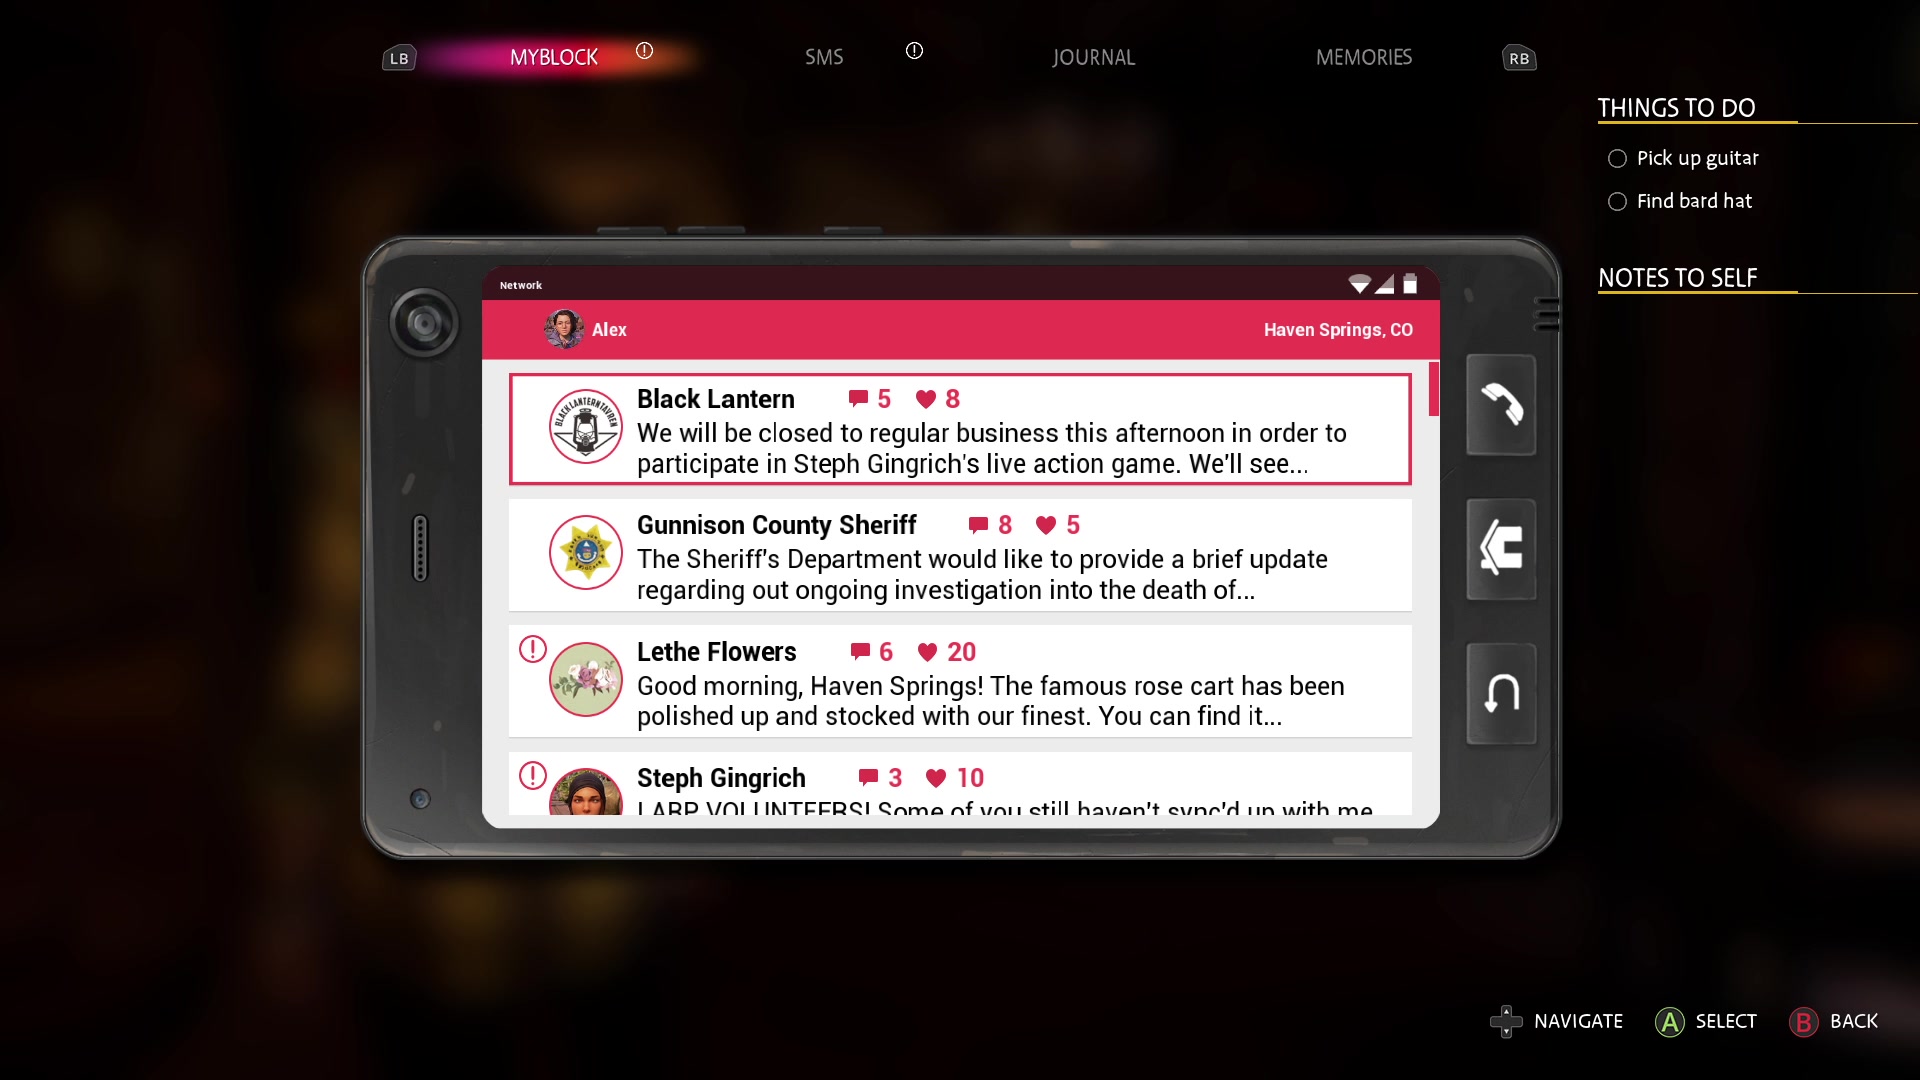 LB
MYBLOCK
SMS
JOURNAL
MEMORIES
RB
THINGS TO DO
Pick up guitar
Find bard hat
NOTES TO SELF
Network
Alex
Haven Springs, CO
Black Lantern 5 8
We will be closed to regular business this afternoon in order to
participate in Steph Gingrich's live action game. We'll see...
Gunnison County Sheriff 8 5
The Sheriff's Department would like to provide a brief update
regarding out ongoing investigation into the death of...
Lethe Flowers 6 20
Good morning, Haven Springs! The famous rose cart has been
polished up and stocked with our finest. You can find it...
Steph Gingrich 3 10
LARP VOLUNTEERS! Some of you still haven't sync'd up with me
NAVIGATE
A SELECT
B BACK